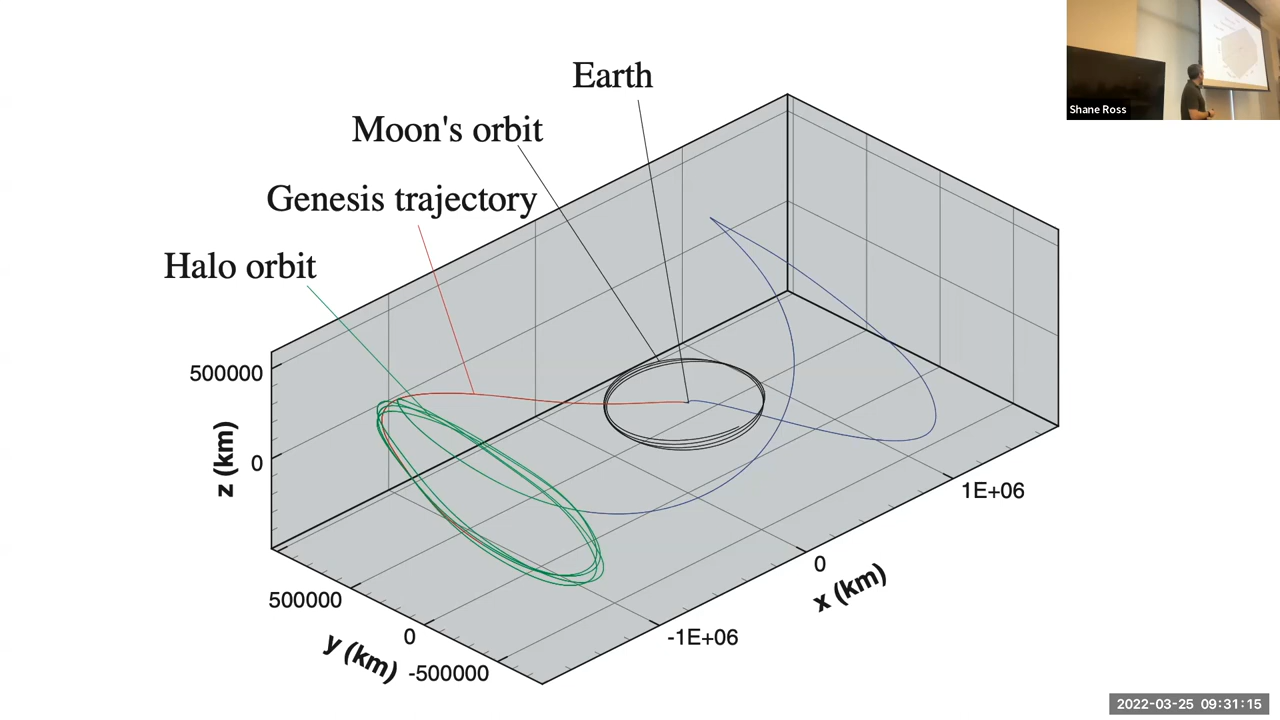 Earth
Moon's orbit
Genesis trajectory
Halo orbit
500000
0
z (km)
500000
0
-500000
y (km)
-1E+06
0
1E+06
x (km)
Shane Ross
2022-03-25 09:31:15